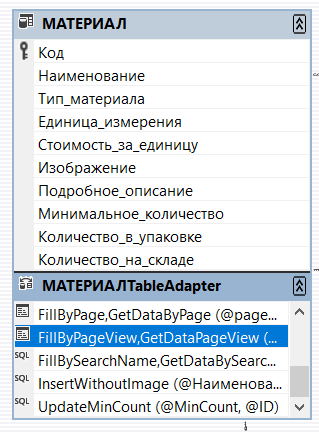 МАТЕРИАЛ
Код
Наименование
Тип_материала
Единица_измерения
Стоимость_за_единицу
Изображение
Подробное_описание
Минимальное_количество
Количество_в_упаковке
Количество_на_складе
МАТЕРИАЛTableAdapter
FillByPage,GetDataByPage (@page...
FillByPageView,GetDataPageView (...
SQL FillBySearchName,GetDataBySearc...
SQL InsertWithoutImage (@Наименова...
SQL UpdateMinCount (@MinCount, @ID)